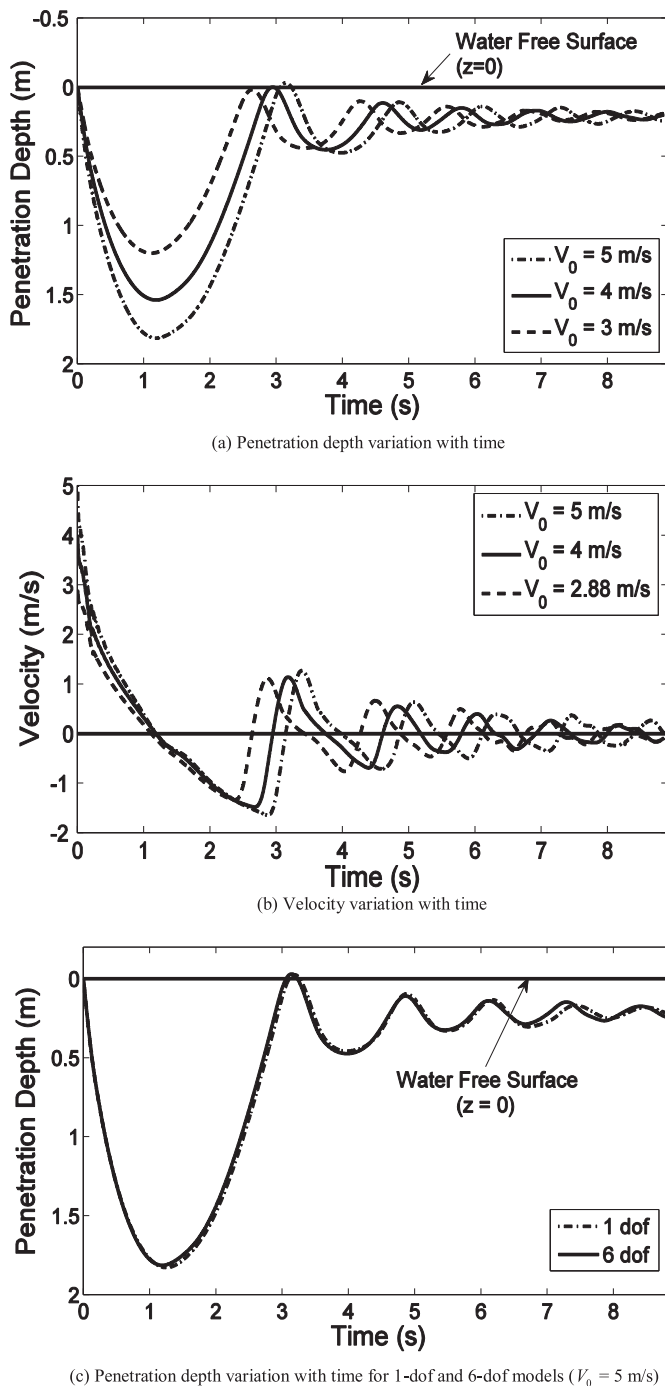 -0.5
Water Free Surface
(z=0)
0
0.5
1
1.5
2
Penetration Depth (m)
V0 = 5 m/s
V0 = 4 m/s
V0 = 3 m/s
0 1 2 3 4 5 6 7 8
Time (s)
(a) Penetration depth variation with time
5
4
3
2
1
0
-1
-2
Velocity (m/s)
V0 = 5 m/s
V0 = 4 m/s
V0 = 2.88 m/s
0 1 2 3 4 5 6 7 8
Time (s)
(b) Velocity variation with time
0
0.5
1
1.5
2
Penetration Depth (m)
Water Free Surface
(z = 0)
1 dof
6 dof
0 1 2 3 4 5 6 7 8
Time (s)
(c) Penetration depth variation with time for 1-dof and 6-dof models (V0 = 5 m/s)